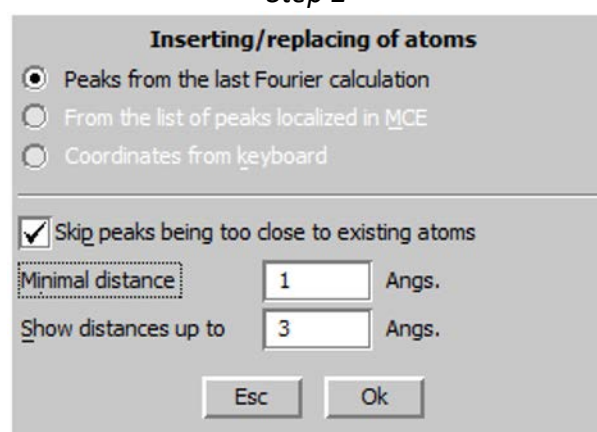 Inserting/replacing of atoms
Peaks from the last Fourier calculation
From the list of peaks localized in MCE
Coordinates from keyboard
Skip peaks being too close to existing atoms
Minimal distance 1 Angs.
Show distances up to 3 Angs.
Esc Ok